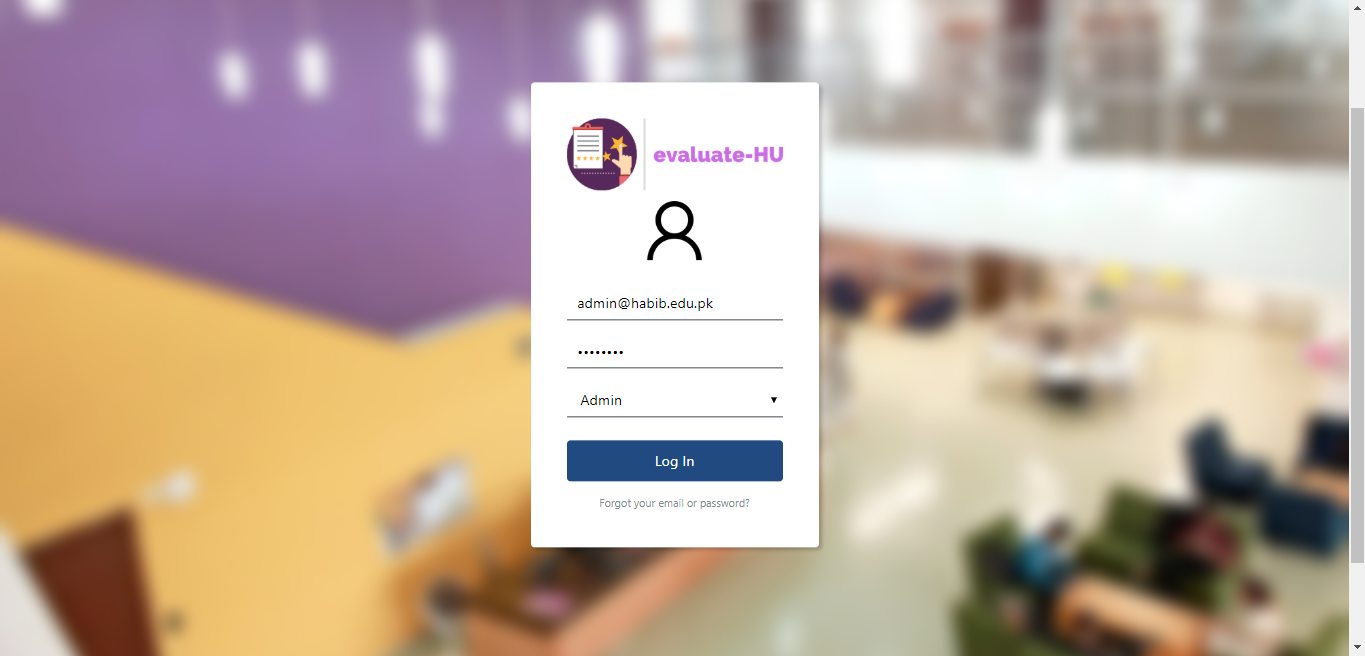 evaluate-HU
admin@habib.edu.pk
••••••••
Admin
Log In
Forgot your email or password?